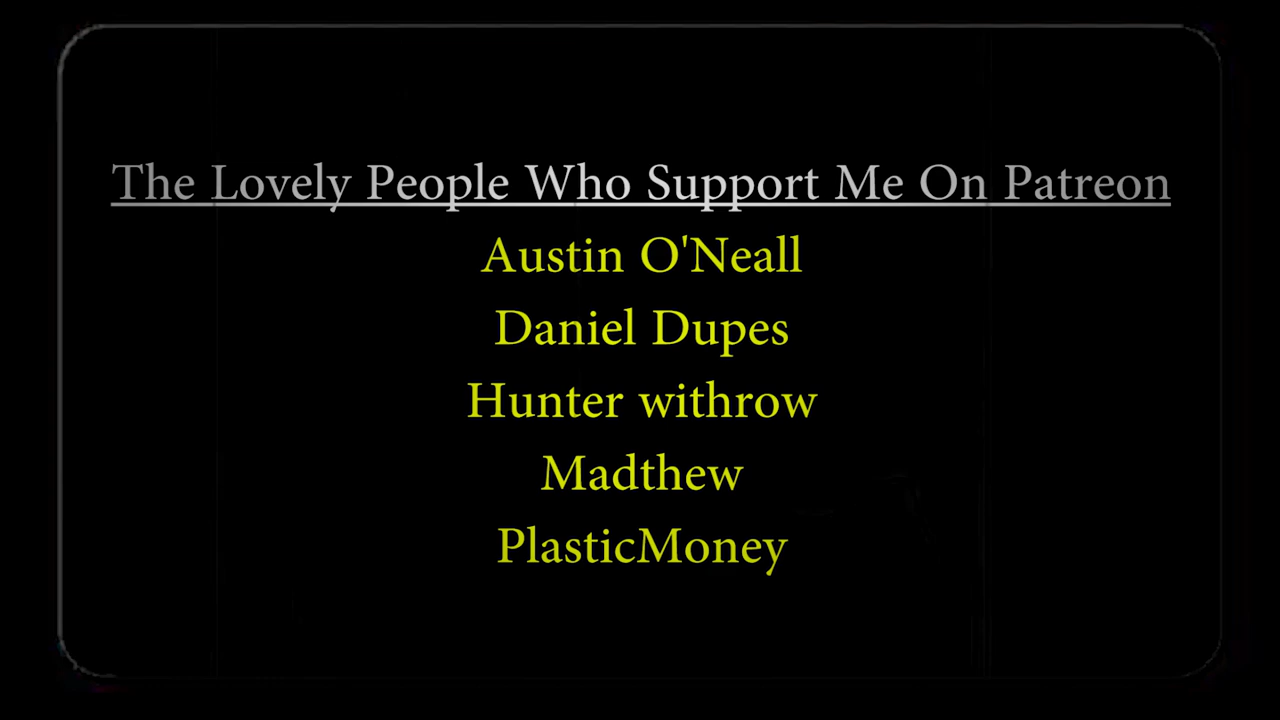 The Lovely People Who Support Me On Patreon
Austin O'Neall
Daniel Dupes
Hunter withrow
Madthew
PlasticMoney